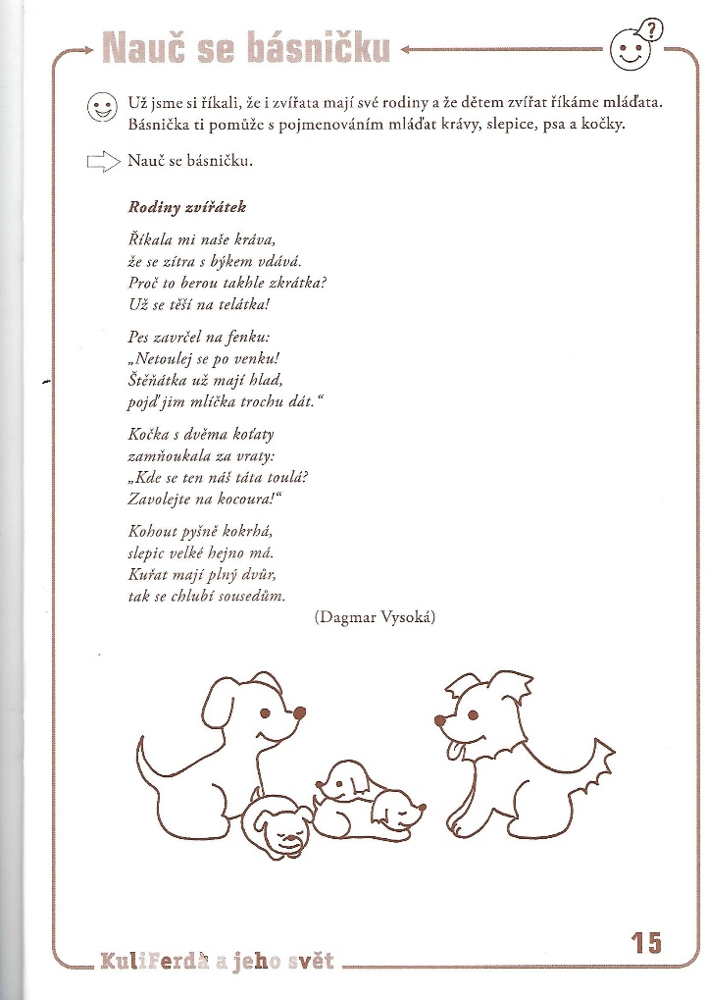 Nauč se básničku
?
Už jsme si říkali, že i zvířata mají své rodiny a že dětem zvířat říkáme mláďata.
Básnička ti pomůže s pojmenováním mláďat krávy, slepice, psa a kočky.
Nauč se básničku.
Rodiny zvířátek
Říkala mi naše kráva,
že se zítra s býkem vdává.
Proč to berou takhle zkrátka?
Už se těší na telátka!
Pes zavrčel na fenku:
„Netoulej se po venku!
Štěňátka už mají hlad,
pojď jim mlíčka trochu dát.“
Kočka s dvěma koťaty
zamňoukala za vraty:
„Kde se ten náš táta toulá?
Zavolejte na kocoura!“
Kohout pyšně kokrhá,
slepic velké hejno má.
Kuřat mají plný dvůr,
tak se chlubí sousedům.
(Dagmar Vysoká)
15
KuliFerda a jeho svět